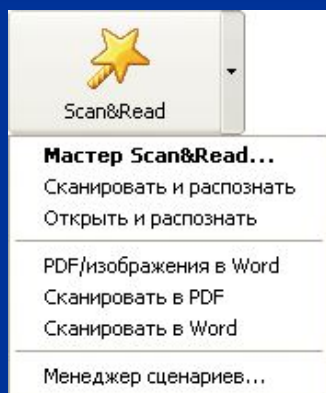 Scan&Read
Мастер Scan&Read...
Сканировать и распознать
Открыть и распознать
PDF/изображения в Word
Сканировать в PDF
Сканировать в Word
Менеджер сценариев...